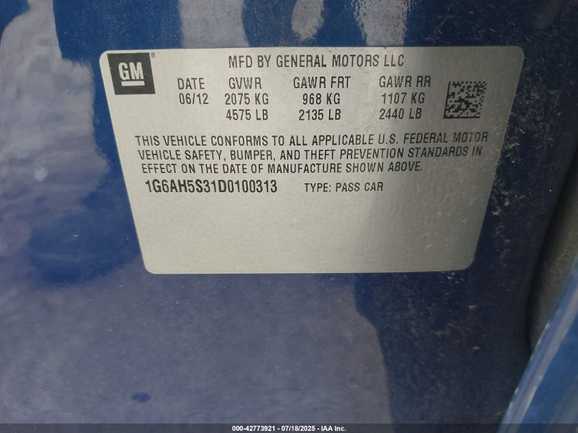 GM
MFD BY GENERAL MOTORS LLC
DATE GVWR GAWR FRT GAWR RR
06/12 2075 KG 968 KG 1107 KG
4575 LB 2135 LB 2440 LB
THIS VEHICLE CONFORMS TO ALL APPLICABLE U.S. FEDERAL MOTOR
VEHICLE SAFETY, BUMPER, AND THEFT PREVENTION STANDARDS IN
EFFECT ON THE DATE OF MANUFACTURE SHOWN ABOVE.
1G6AH5S31D0100313 TYPE: PASS CAR
000-42773921 - 07/18/2025 - IAA Inc.